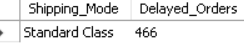 Shipping_Mode Delayed_Orders
Standard Class 466